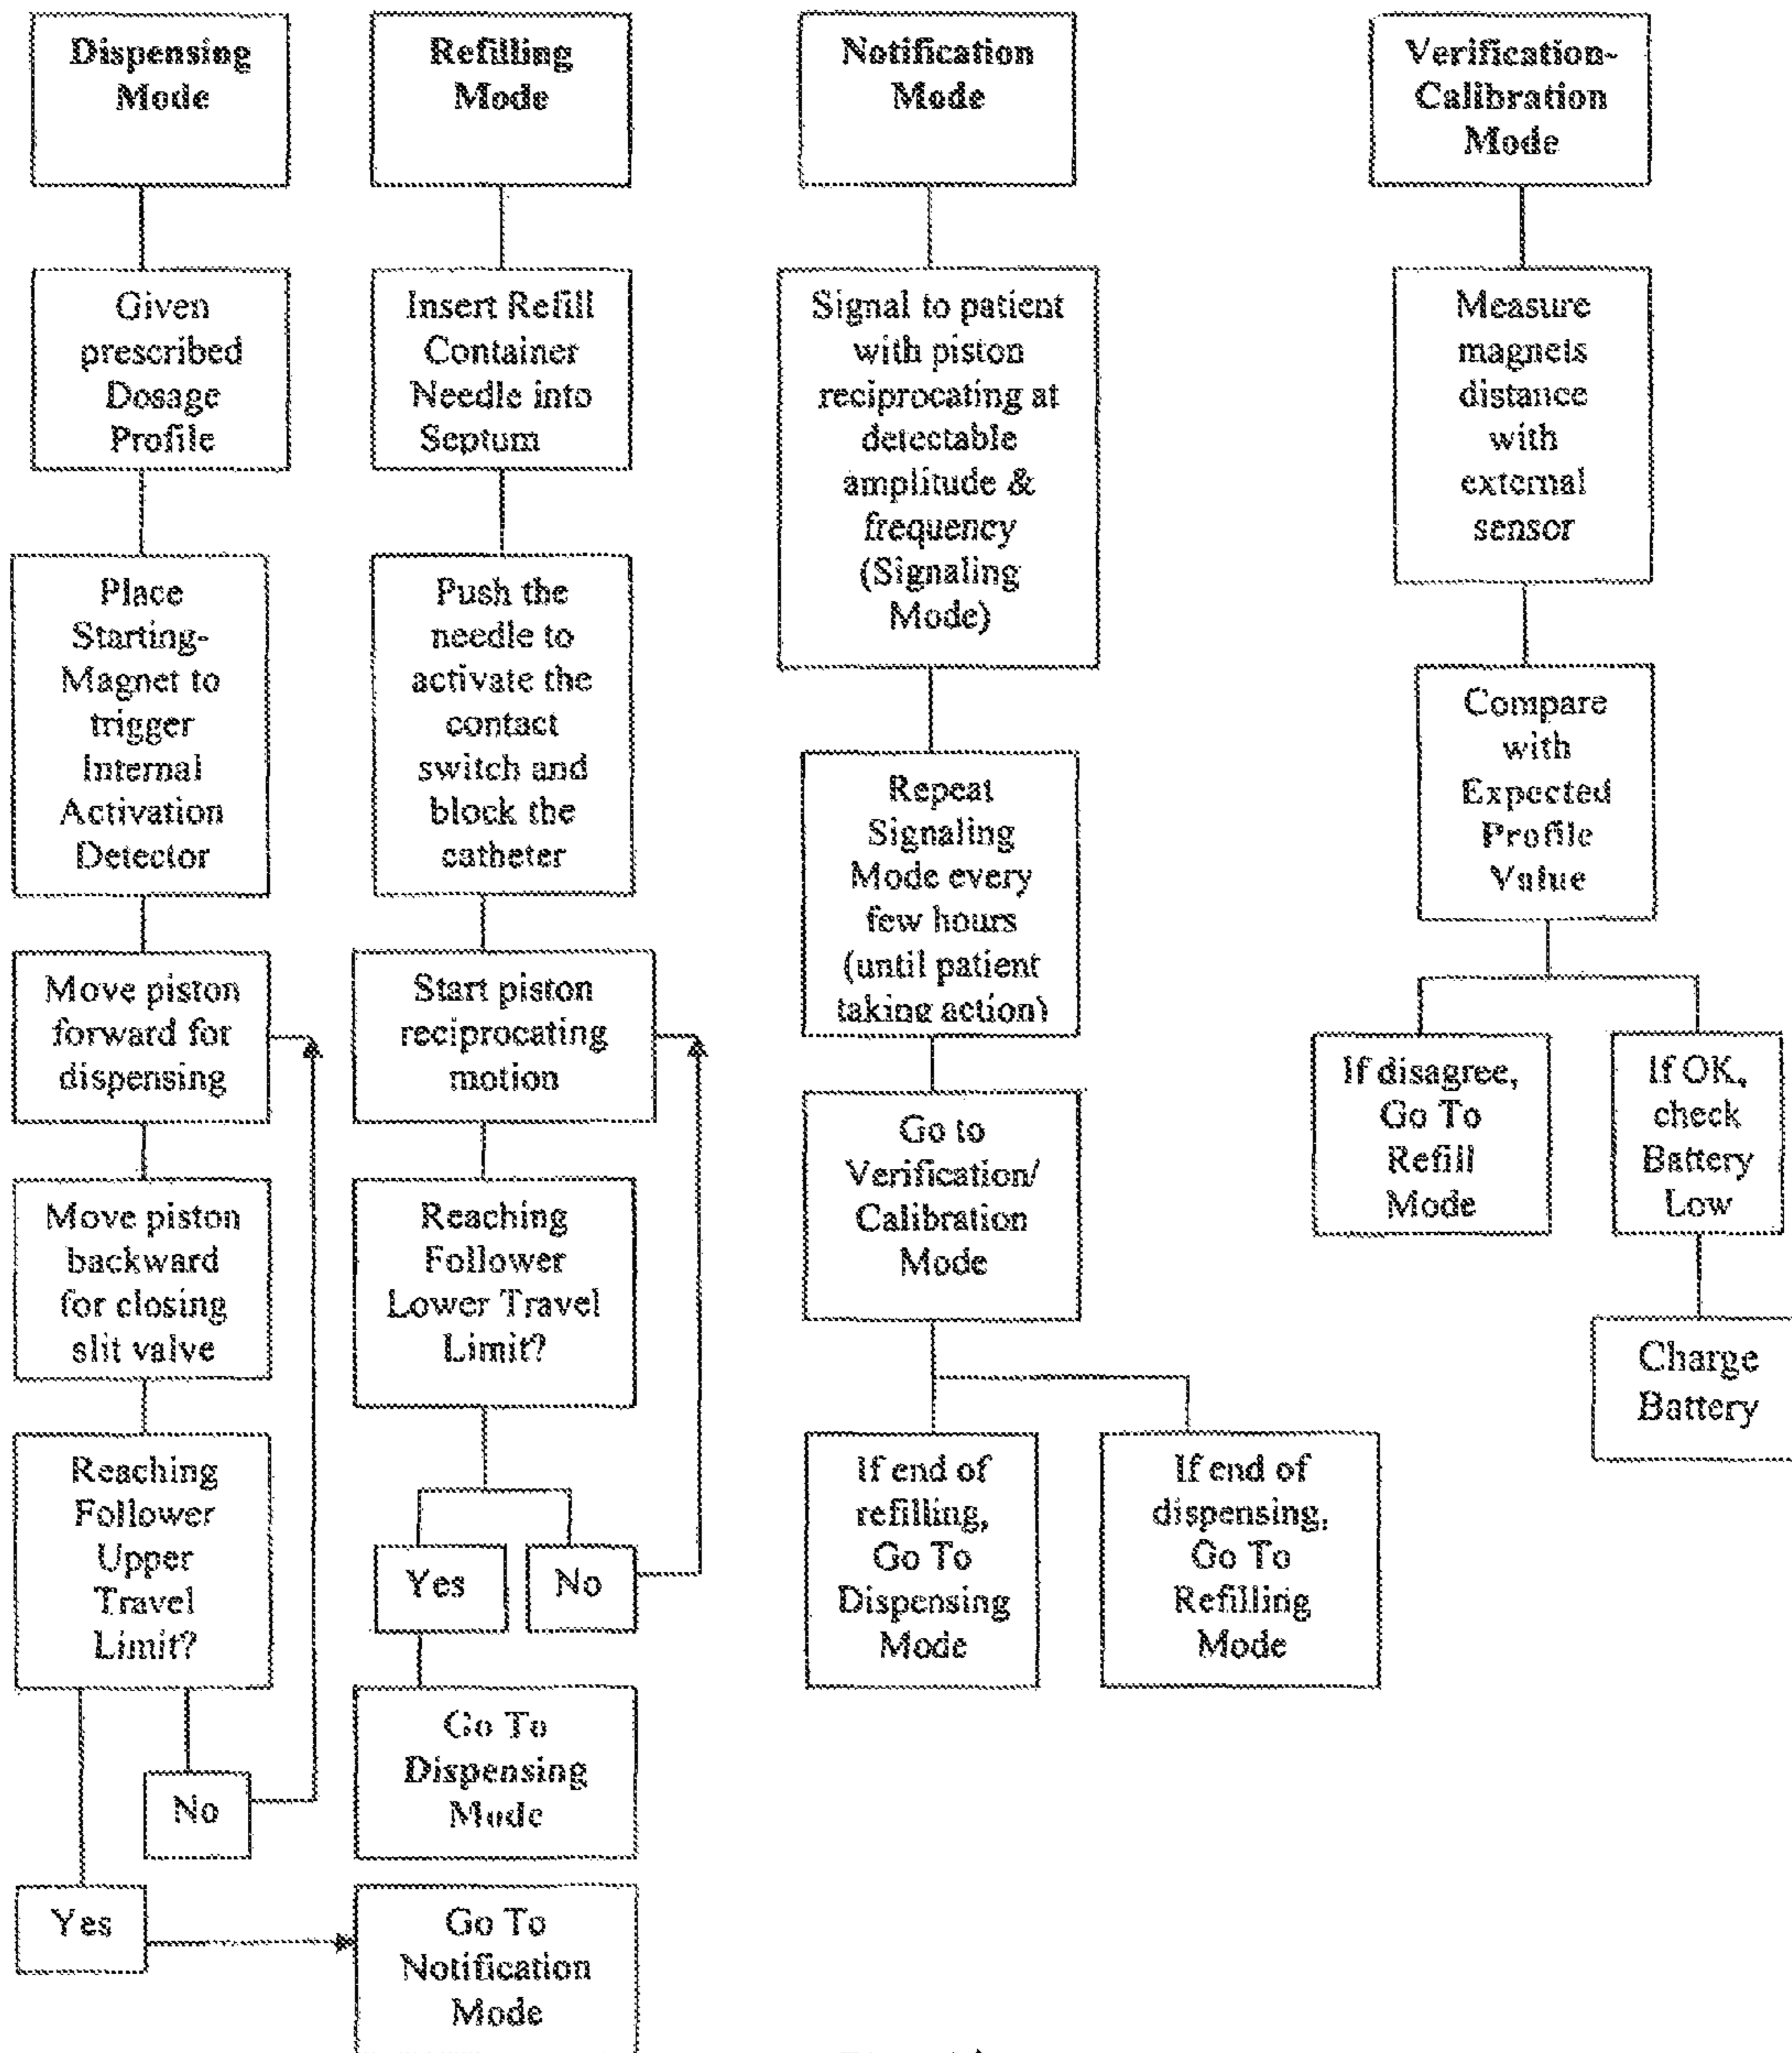 Dispensing
Mode
Given
prescribed
Dosage
Profile
Place
Starting-
Magnet to
trigger
Internal
Activation
Detector
Move piston
forward for
dispensing
Move piston
backward
for closing
slit valve
Reaching
Follower
Upper
Travel
Limit?
No
Yes
Refilling
Mode
Insert Refill
Container
Needle into
Septum
Push the
needle to
activate the
contact
switch and
block the
catheter
Start piston
reciprocating
motion
Reaching
Follower
Lower Travel
Limit?
Yes
No
Go To
Dispensing
Mode
Go To
Notification
Mode
Notification
Mode
Signal to patient
with piston
reciprocating at
detectable
amplitude &
frequency
(Signaling
Mode)
Repeat
Signaling
Mode every
few hours
(until patient
taking action)
Go to
Verification/
Calibration
Mode
If end of
refilling,
Go To
Dispensing
Mode
If end of
dispensing,
Go To
Refilling
Mode
Verification-
Calibration
Mode
Measure
magnets
distance
with
external
sensor
Compare
with
Expected
Profile
Value
If disagree,
Go To
Refill
Mode
If OK,
check
Battery
Low
Charge
Battery